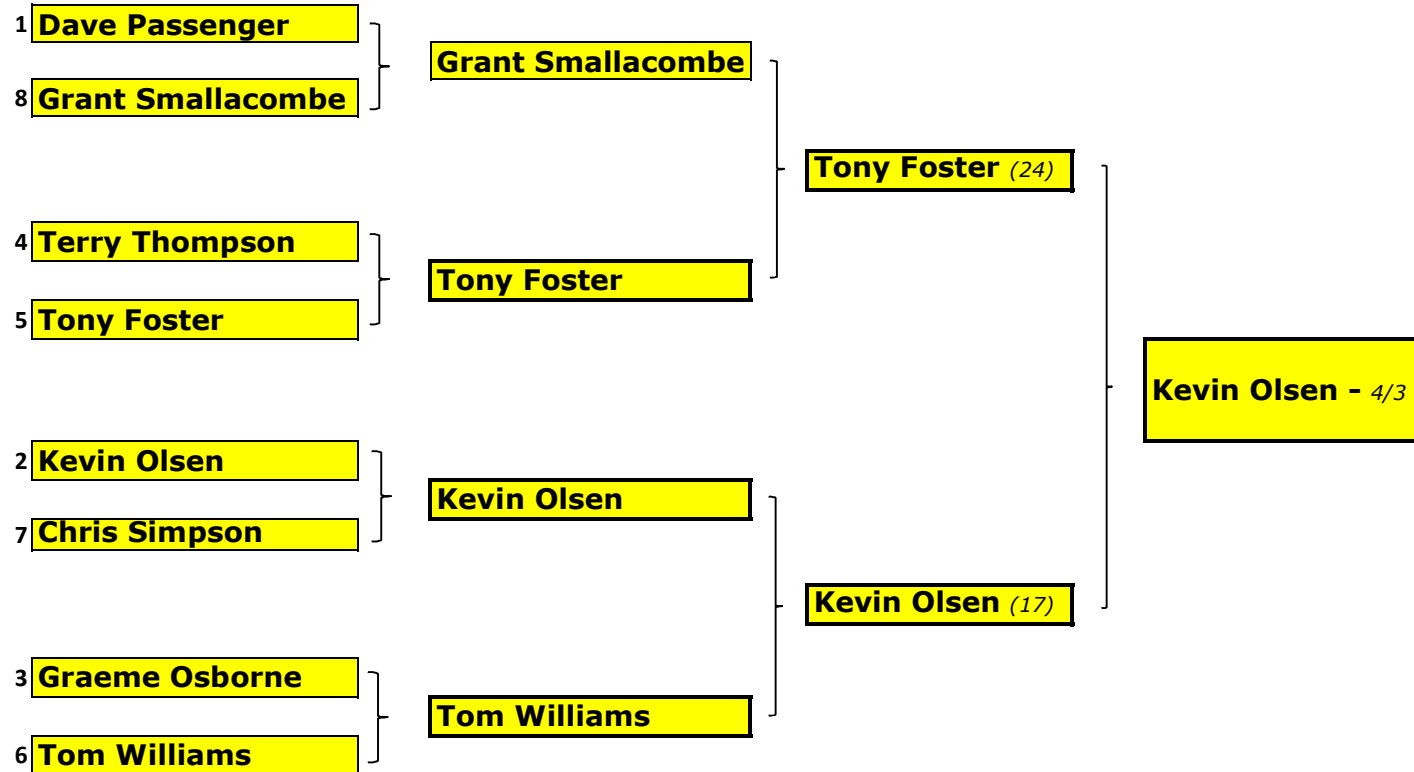 1 Dave Passenger
8 Grant Smallacombe
4 Terry Thompson
5 Tony Foster
2 Kevin Olsen
7 Chris Simpson
3 Graeme Osborne
6 Tom Williams
Grant Smallacombe
Tony Foster
Kevin Olsen
Tom Williams
Tony Foster (24)
Kevin Olsen (17)
Kevin Olsen - 4/3